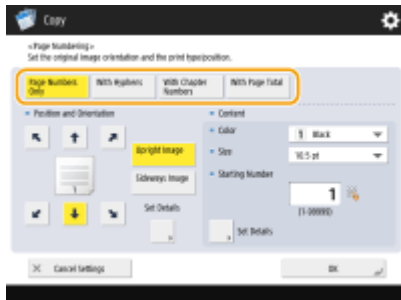 Copy
<Page Numbering>
Set the original image orientation and the print type/position.
Page Numbers Only
With Hyphens
With Chapter Numbers
With Page Total
Position and Orientation
Content
Color
1 Black
Upright Image
Size
10.5 pt
Sideways Image
Starting Number
1
(1-99999)
Set Details
Set Details
Cancel Settings
OK